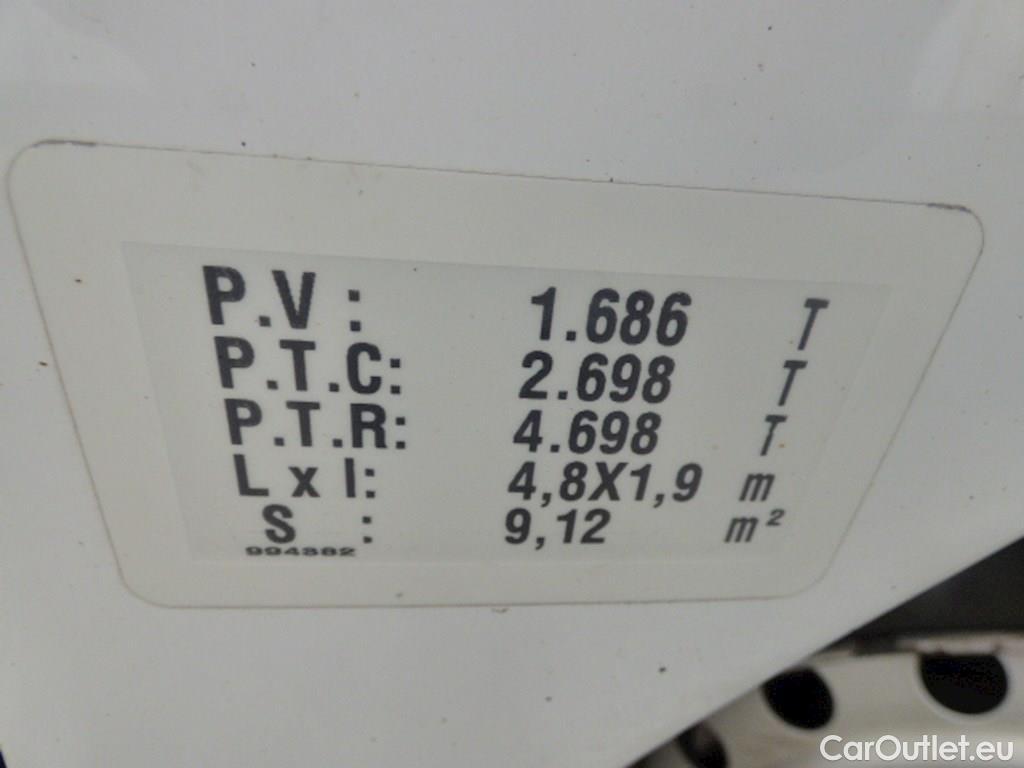 P.V : 1.686 T
P.T.C: 2.698 T
P.T.R: 4.698 T
L x l: 4,8X1,9 m
S : 9,12 m²
994382
CarOutlet.eu